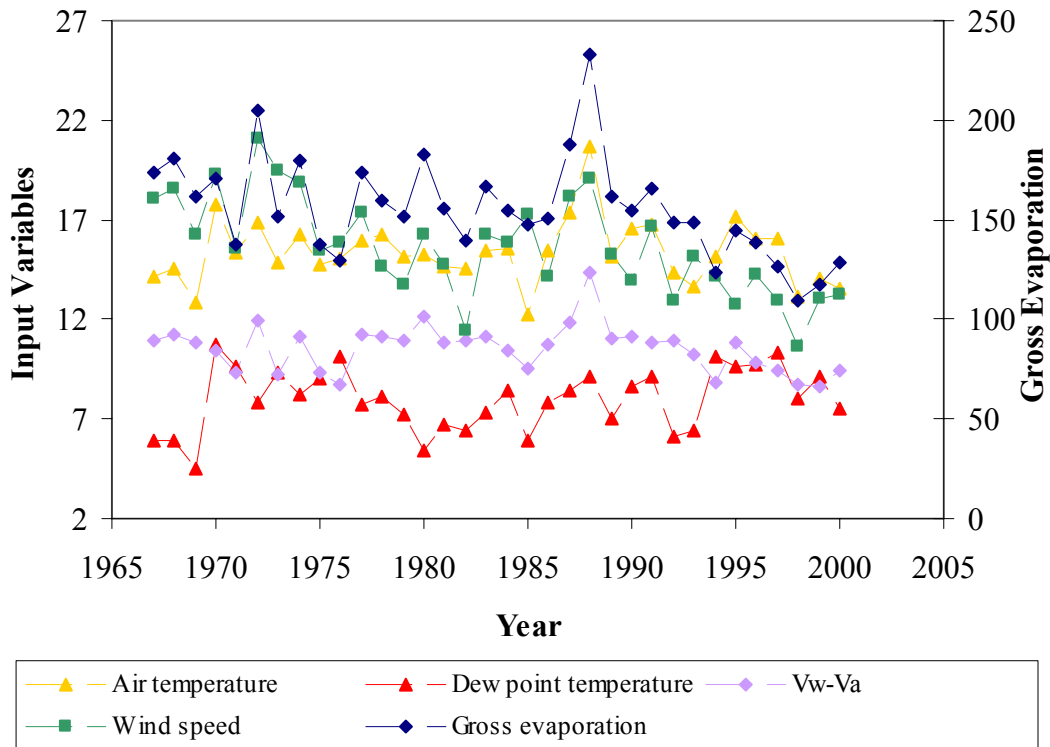 27
22
17
12
7
2
Input Variables
250
200
150
100
50
0
Gross Evaporation
1965 1970 1975 1980 1985 1990 1995 2000 2005
Year
Air temperature Dew point temperature Vw-Va
Wind speed Gross evaporation